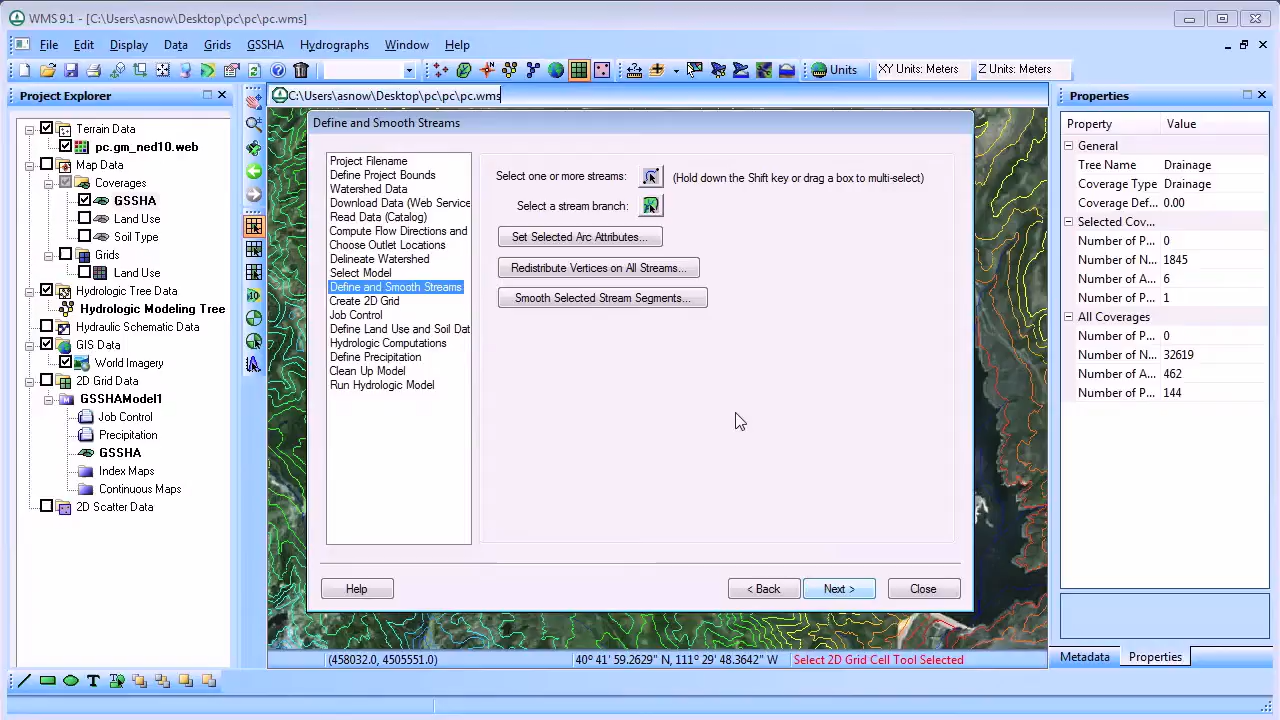 WMS 9.1 - [C:\Users\asnow\Desktop\pc\pc\pc.wms]
File Edit Display Data Grids GSSHA Hydrographs Window Help
Units XY Units: Meters Z Units: Meters
Project Explorer
Terrain Data
pc.gm_ned10.web
Map Data
Coverages
GSSHA
Land Use
Soil Type
Grids
Land Use
Hydrologic Tree Data
Hydrologic Modeling Tree
Hydraulic Schematic Data
GIS Data
World Imagery
2D Grid Data
GSSHAModel1
Job Control
Precipitation
GSSHA
Index Maps
Continuous Maps
2D Scatter Data
C:\Users\asnow\Desktop\pc\pc\pc.wms
Define and Smooth Streams
Project Filename
Define Project Bounds
Watershed Data
Download Data (Web Service
Read Data (Catalog)
Compute Flow Directions and
Choose Outlet Locations
Delineate Watershed
Select Model
Define and Smooth Streams
Create 2D Grid
Job Control
Define Land Use and Soil Dat
Hydrologic Computations
Define Precipitation
Clean Up Model
Run Hydrologic Model
Select one or more streams: (Hold down the Shift key or drag a box to multi-select)
Select a stream branch:
Set Selected Arc Attributes...
Redistribute Vertices on All Streams...
Smooth Selected Stream Segments...
Help < Back Next > Close
(458032.0, 4505551.0) 40° 41' 59.2629" N, 111° 29' 48.3642" W Select 2D Grid Cell Tool Selected
Properties
Property Value
General
Tree Name Drainage
Coverage Type Drainage
Coverage Def... 0.00
Selected Cov...
Number of P... 0
Number of N... 1845
Number of A... 6
Number of P... 1
All Coverages
Number of P... 0
Number of N... 32619
Number of A... 462
Number of P... 144
Metadata Properties
T